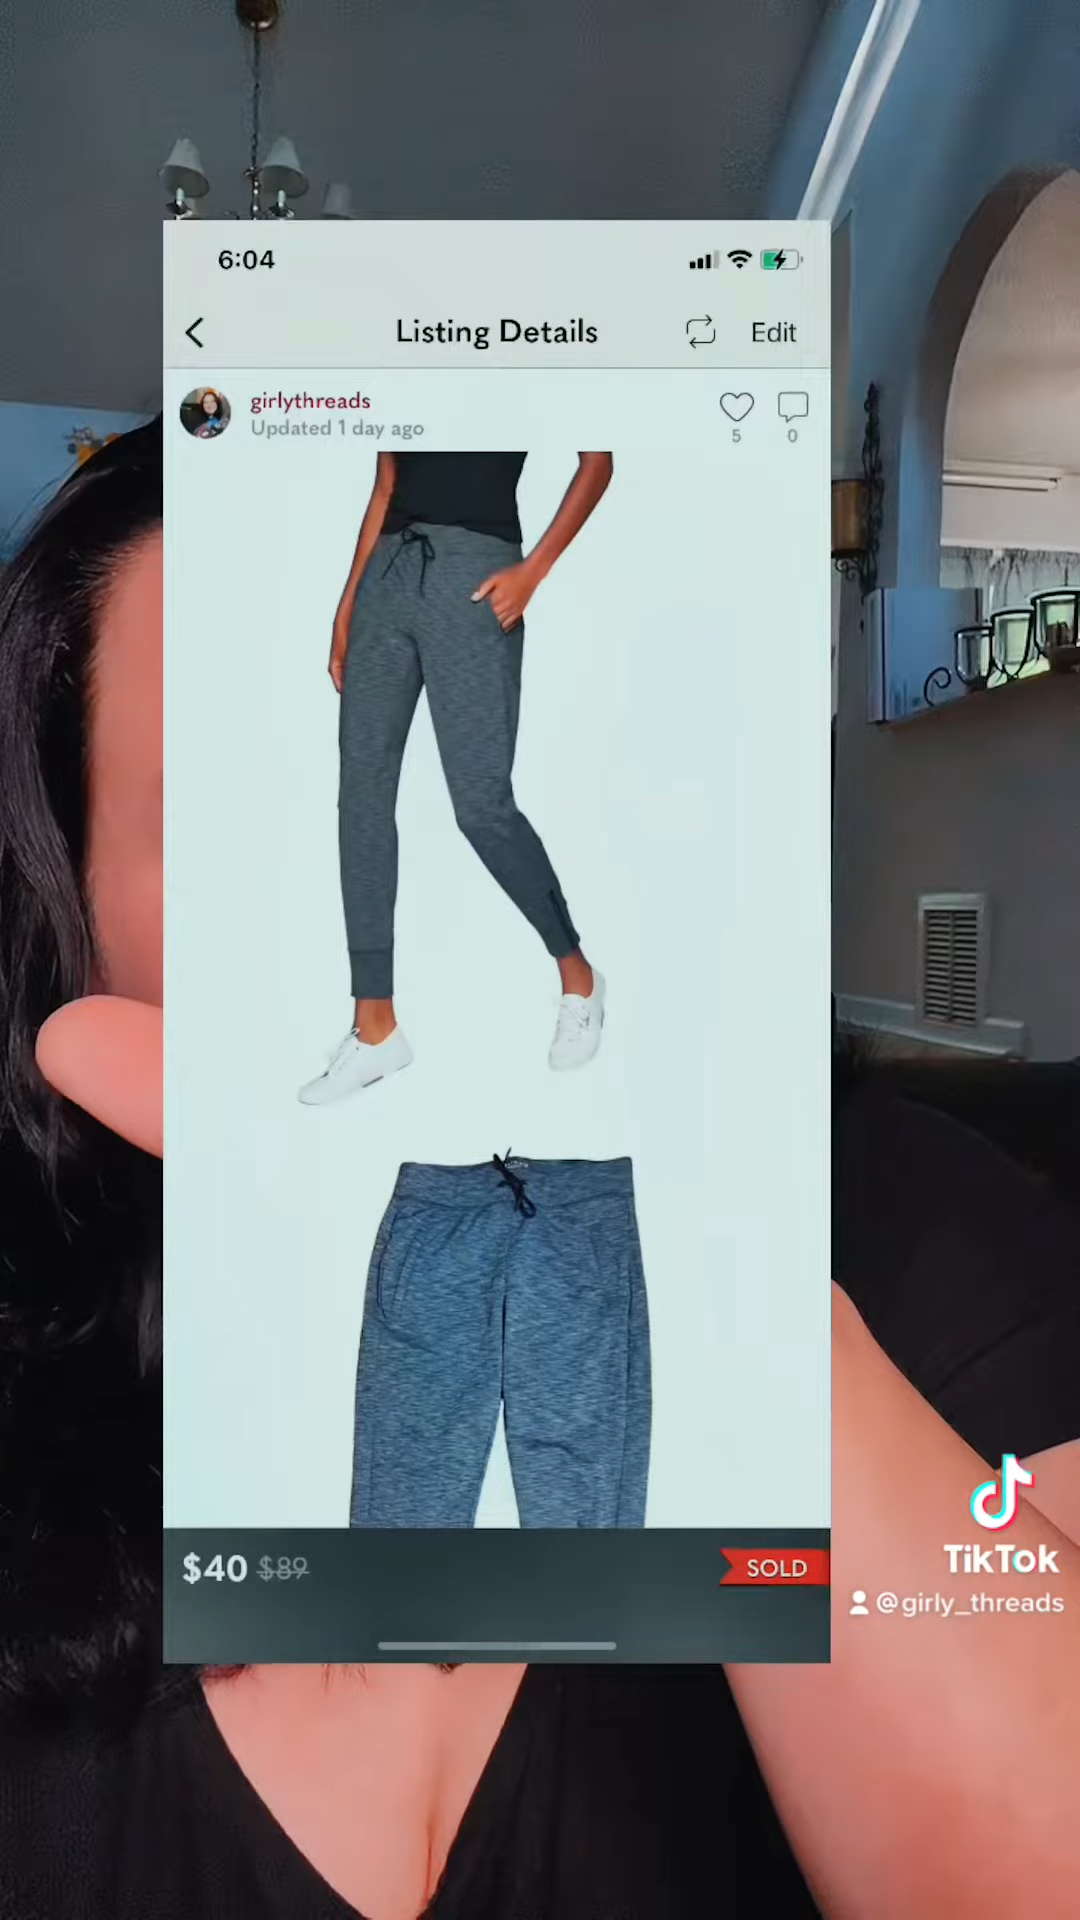 6:04
Listing Details
Edit
girlythreads
Updated 1 day ago
5
0
$40 $89
SOLD
TikTok
@girly_threads